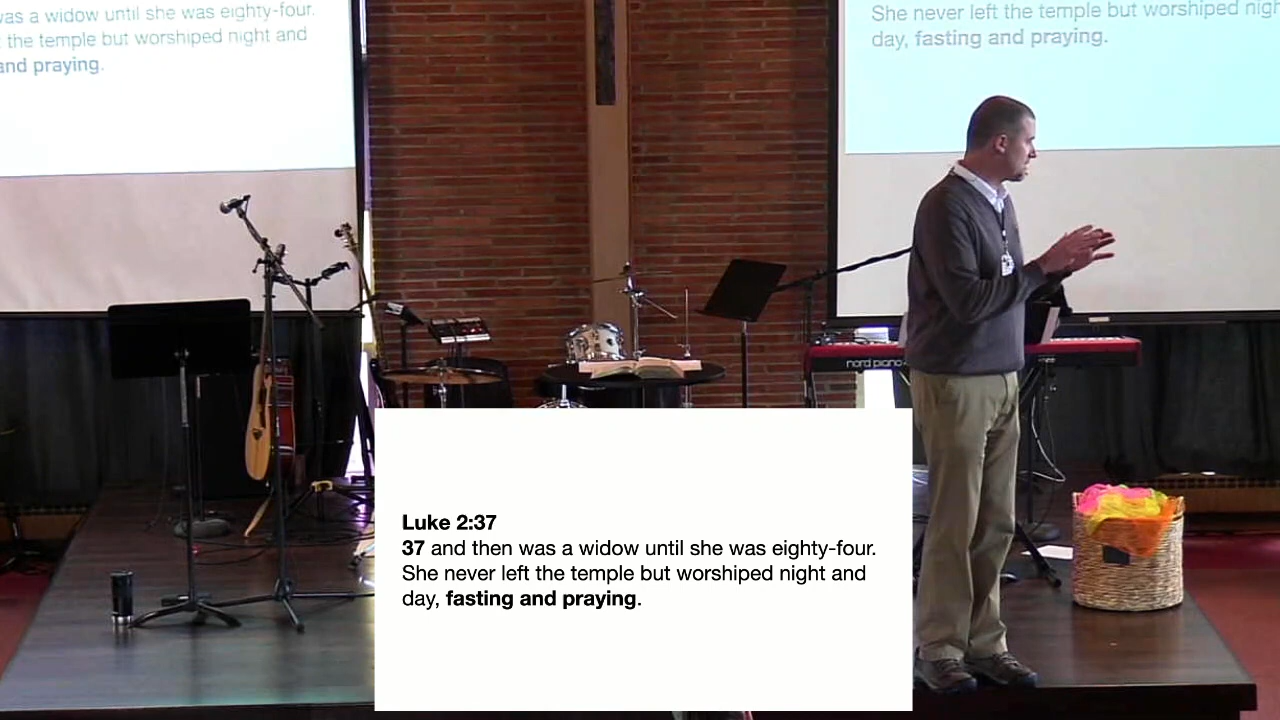 was a widow until she was eighty-four.
the temple but worshiped night and
and praying.
She never left the temple but worshiped night
day, fasting and praying.
nord piano
Luke 2:37
37 and then was a widow until she was eighty-four.
She never left the temple but worshiped night and
day, fasting and praying.